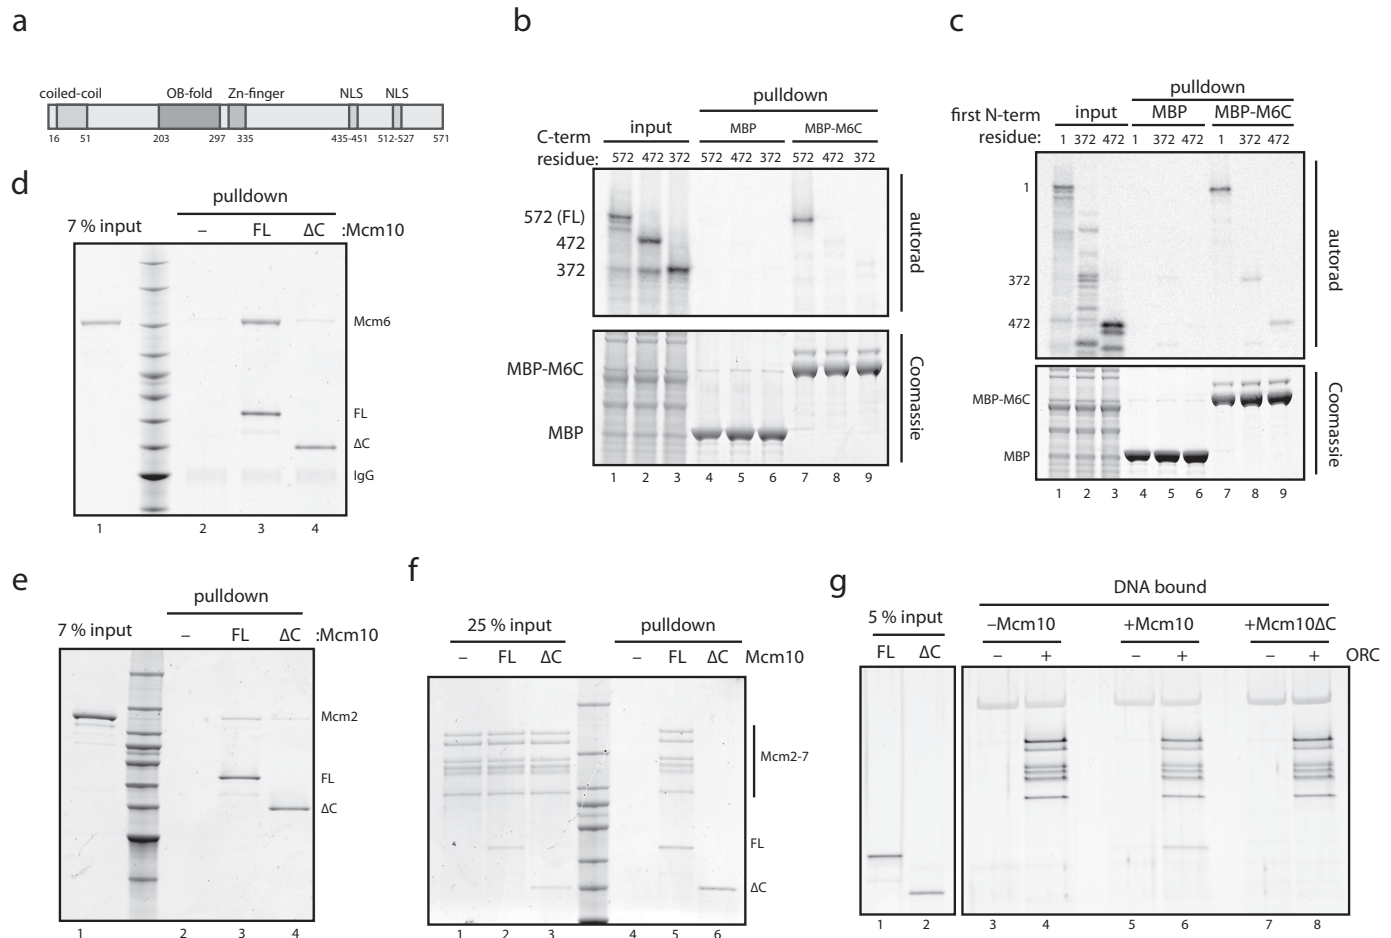 a
coiled-coil OB-fold Zn-finger NLS NLS
16 51 203 297 335 435-451 512-527 571
b
pulldown
input MBP MBP-M6C
C-term
residue: 572 472 372 572 472 372 572 472 372
572 (FL)
472
372
autorad
MBP-M6C
MBP
Coomassie
1 2 3 4 5 6 7 8 9
c
pulldown
first N-term input MBP MBP-M6C
residue: 1 372 472 1 372 472 1 372 472
1
372
472
autorad
MBP-M6C
MBP
Coomassie
1 2 3 4 5 6 7 8 9
d
pulldown
7 % input – FL ΔC :Mcm10
Mcm6
FL
ΔC
IgG
1 2 3 4
e
pulldown
7 % input – FL ΔC :Mcm10
Mcm2
FL
ΔC
1 2 3 4
f
25 % input pulldown
– FL ΔC – FL ΔC Mcm10
Mcm2-7
FL
ΔC
1 2 3 4 5 6
g
DNA bound
5 % input –Mcm10 +Mcm10 +Mcm10ΔC
FL ΔC – + – + – + ORC
1 2 3 4 5 6 7 8